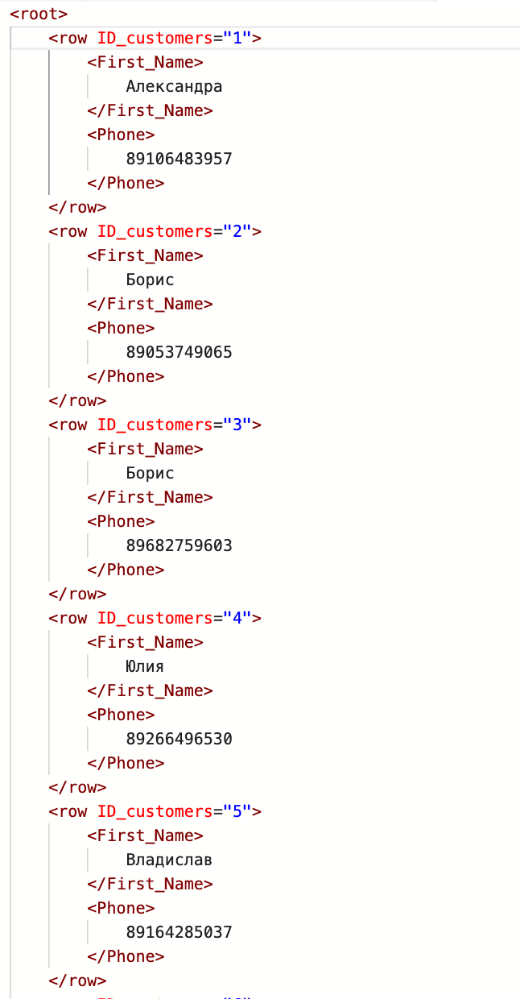 <root>
<row ID_customers="1">
<First_Name>
Александра
</First_Name>
<Phone>
89106483957
</Phone>
</row>
<row ID_customers="2">
<First_Name>
Борис
</First_Name>
<Phone>
89053749065
</Phone>
</row>
<row ID_customers="3">
<First_Name>
Борис
</First_Name>
<Phone>
89682759603
</Phone>
</row>
<row ID_customers="4">
<First_Name>
Юлия
</First_Name>
<Phone>
89266496530
</Phone>
</row>
<row ID_customers="5">
<First_Name>
Владислав
</First_Name>
<Phone>
89164285037
</Phone>
</row>